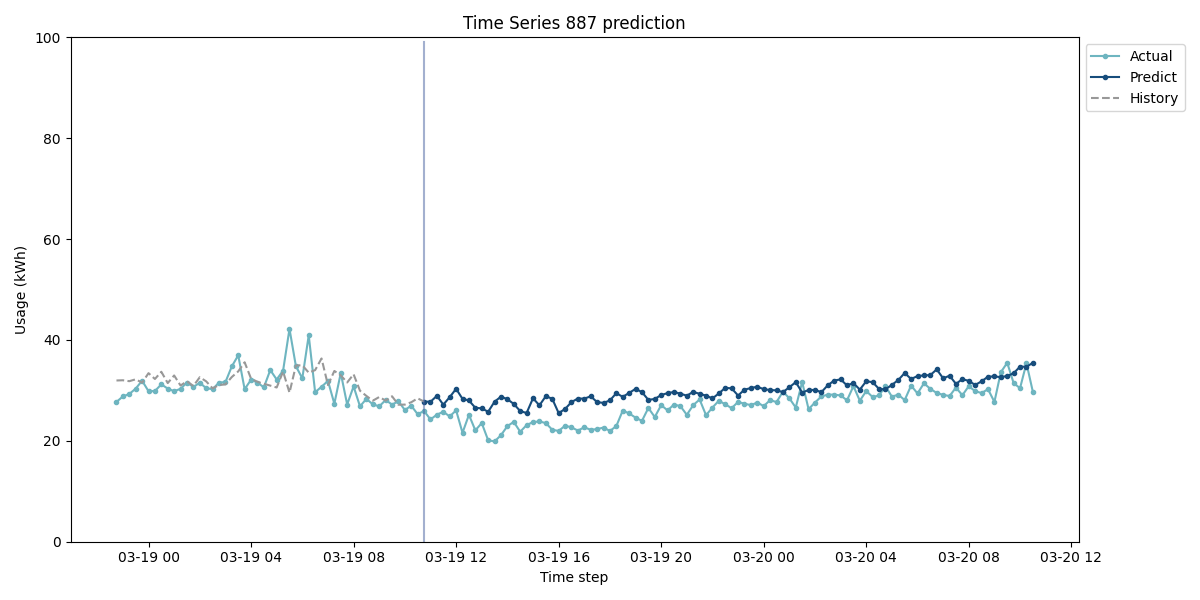 Time Series 887 prediction
100
80
60
40
20
0
Usage (kWh)
03-19 00
03-19 04
03-19 08
03-19 12
03-19 16
03-19 20
03-20 00
03-20 04
03-20 08
03-20 12
Time step
Actual
Predict
History